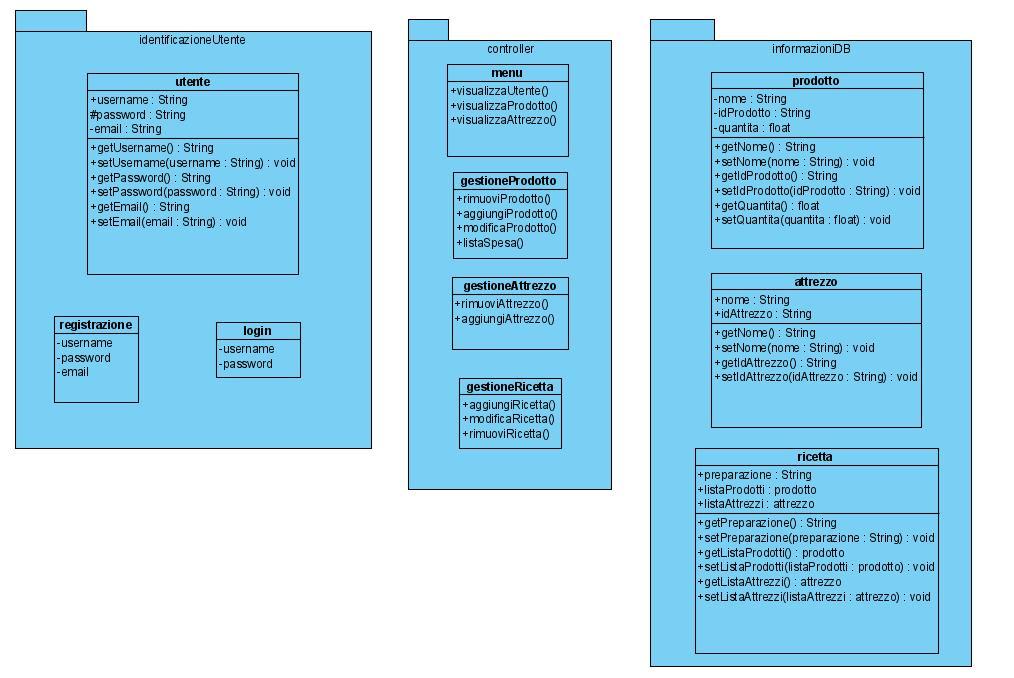 identificazioneUtente
utente
+username : String
#password : String
-email : String
+getUsername() : String
+setUsername(username : String) : void
+getPassword() : String
+setPassword(password : String) : void
+getEmail() : String
+setEmail(email : String) : void
registrazione
-username
-password
-email
login
-username
-password
controller
menu
+visualizzaUtente()
+visualizzaProdotto()
+visualizzaAttrezzo()
gestioneProdotto
+rimuoviProdotto()
+aggiungiProdotto()
+modificaProdotto()
+listaSpesa()
gestioneAttrezzo
+rimuoviAttrezzo()
+aggiungiAttrezzo()
gestioneRicetta
+aggiungiRicetta()
+modificaRicetta()
+rimuoviRicetta()
informazioniDB
prodotto
-nome : String
-idProdotto : String
-quantita : float
+getNome() : String
+setNome(nome : String) : void
+getIdProdotto() : String
+setIdProdotto(idProdotto : String) : void
+getQuantita() : float
+setQuantita(quantita : float) : void
attrezzo
+nome : String
+idAttrezzo : String
+getNome() : String
+setNome(nome : String) : void
+getIdAttrezzo() : String
+setIdAttrezzo(idAttrezzo : String) : void
ricetta
+preparazione : String
+listaProdotti : prodotto
+listaAttrezzi : attrezzo
+getPreparazione() : String
+setPreparazione(preparazione : String) : void
+getListaProdotti() : prodotto
+setListaProdotti(listaProdotti : prodotto) : void
+getListaAttrezzi() : attrezzo
+setListaAttrezzi(listaAttrezzi : attrezzo) : void